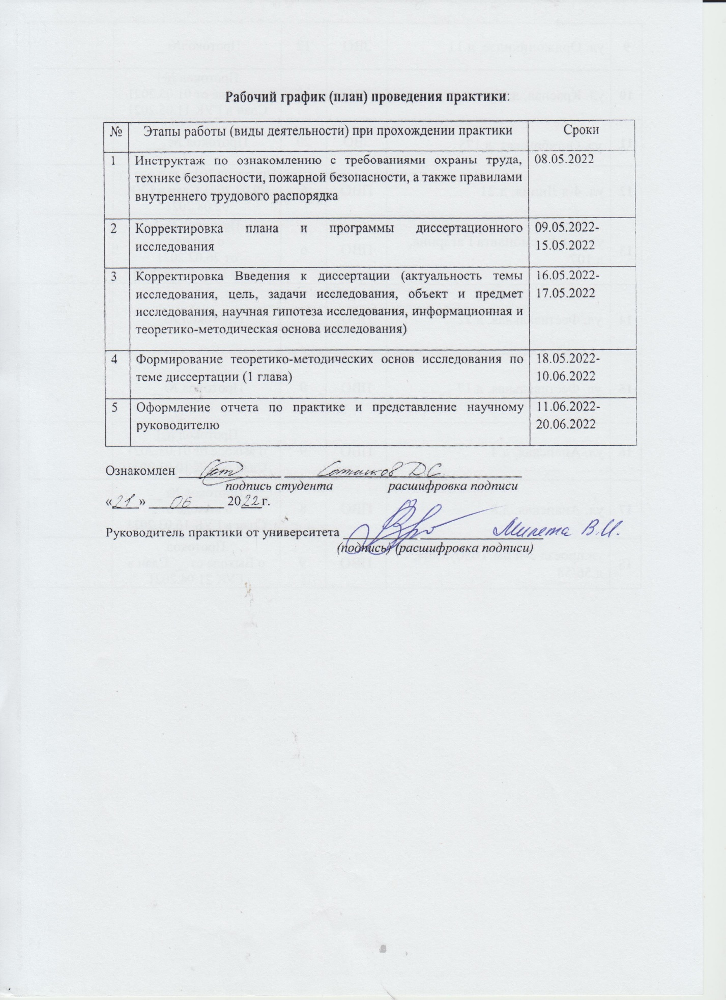 Рабочий график (план) проведения практики:
№ Этапы работы (виды деятельности) при прохождении практики Сроки
1 Инструктаж по ознакомлению с требованиями охраны труда, 08.05.2022
технике безопасности, пожарной безопасности, а также правилами
внутреннего трудового распорядка
2 Корректировка плана и программы диссертационного 09.05.2022-
исследования 15.05.2022
3 Корректировка Введения к диссертации (актуальность темы 16.05.2022-
исследования, цель, задачи исследования, объект и предмет 17.05.2022
исследования, научная гипотеза исследования, информационная и
теоретико-методическая основа исследования)
4 Формирование теоретико-методических основ исследования по 18.05.2022-
теме диссертации (1 глава) 10.06.2022
5 Оформление отчета по практике и представление научному 11.06.2022-
руководителю 20.06.2022
Ознакомлен Сотников Д.С.
подпись студента расшифровка подписи
«21» 06 2022г.
Руководитель практики от университета Милета В.И.
(подпись) (расшифровка подписи)